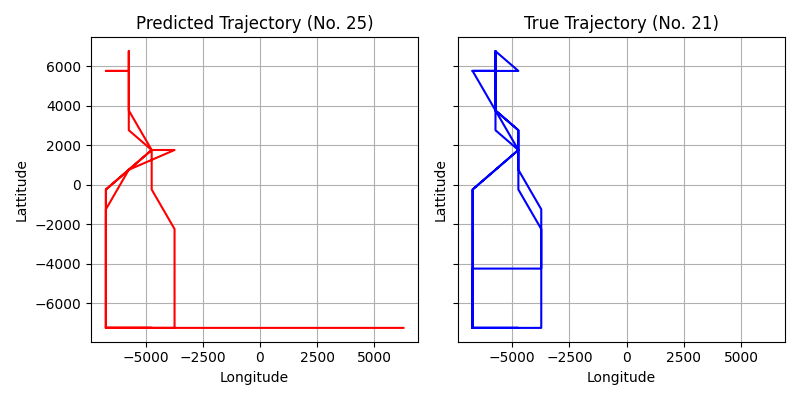 Predicted Trajectory (No. 25)
True Trajectory (No. 21)
Lattitude
6000
4000
2000
0
−2000
−4000
−6000
−5000 −2500 0 2500 5000
Longitude
Lattitude
−5000 −2500 0 2500 5000
Longitude